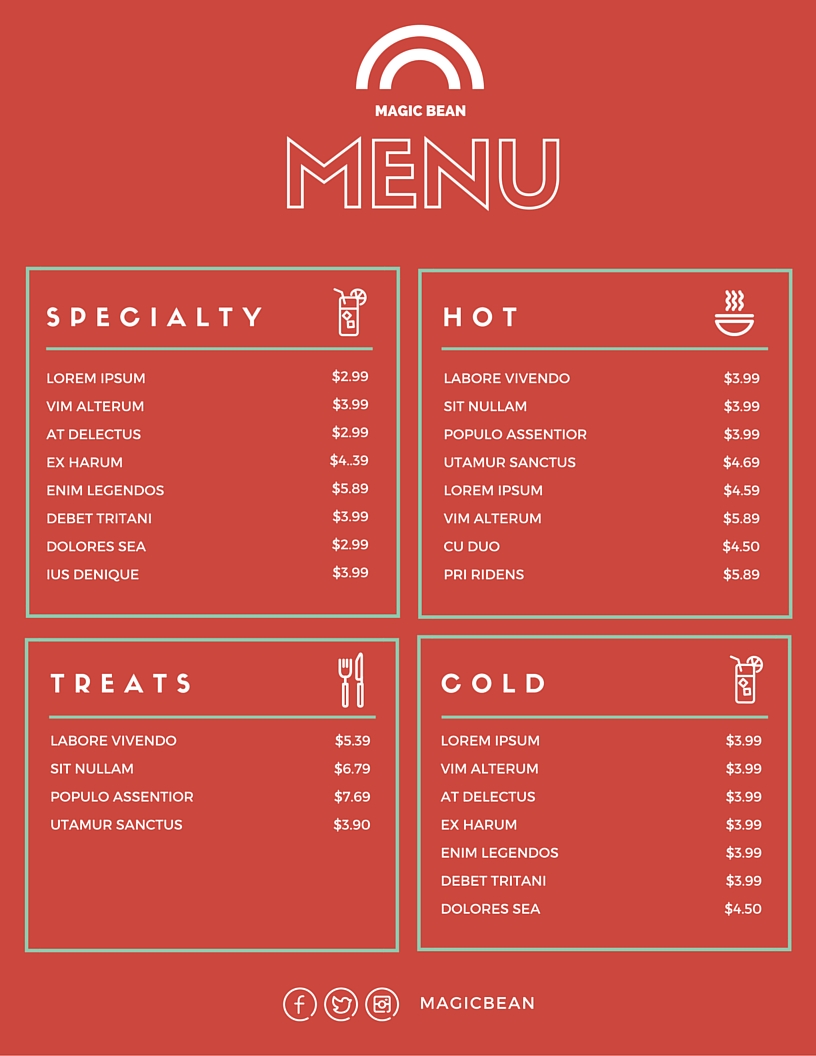 MAGIC BEAN
MENU
SPECIALTY
LOREM IPSUM $2.99
VIM ALTERUM $3.99
AT DELECTUS $2.99
EX HARUM $4..39
ENIM LEGENDOS $5.89
DEBET TRITANI $3.99
DOLORES SEA $2.99
IUS DENIQUE $3.99
HOT
LABORE VIVENDO $3.99
SIT NULLAM $3.99
POPULO ASSENTIOR $3.99
UTAMUR SANCTUS $4.69
LOREM IPSUM $4.59
VIM ALTERUM $5.89
CU DUO $4.50
PRI RIDENS $5.89
TREATS
LABORE VIVENDO $5.39
SIT NULLAM $6.79
POPULO ASSENTIOR $7.69
UTAMUR SANCTUS $3.90
COLD
LOREM IPSUM $3.99
VIM ALTERUM $3.99
AT DELECTUS $3.99
EX HARUM $3.99
ENIM LEGENDOS $3.99
DEBET TRITANI $3.99
DOLORES SEA $4.50
MAGICBEAN